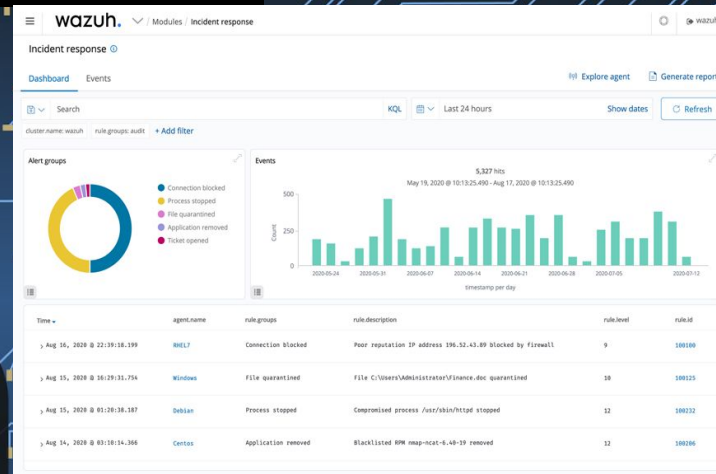 wazuh. / Modules / Incident response wazuh
Incident response
Dashboard Events Explore agent Generate report
Search KQL Last 24 hours Show dates Refresh
cluster.name: wazuh rule.groups: audit + Add filter
Alert groups
Connection blocked
Process stopped
File quarantined
Application removed
Ticket opened
Events
5,327 hits
May 19, 2020 @ 10:13:25.490 - Aug 17, 2020 @ 10:13:25.490
Count
500
250
0
2020-05-24 2020-05-31 2020-06-07 2020-06-14 2020-06-21 2020-06-28 2020-07-05 2020-07-12
timestamp per day
Time agent.name rule.groups rule.description rule.level rule.id
Aug 16, 2020 @ 22:39:18.199 RHEL7 Connection blocked Poor reputation IP address 196.52.43.89 blocked by firewall 9 100100
Aug 15, 2020 @ 16:29:31.754 Windows File quarantined File C:\Users\Administrator\Finance.doc quarantined 10 100125
Aug 15, 2020 @ 01:20:38.187 Debian Process stopped Compromised process /usr/sbin/httpd stopped 12 100232
Aug 14, 2020 @ 03:10:14.366 Centos Application removed Blacklisted RPM nmap-ncat-6.40-19 removed 12 100206